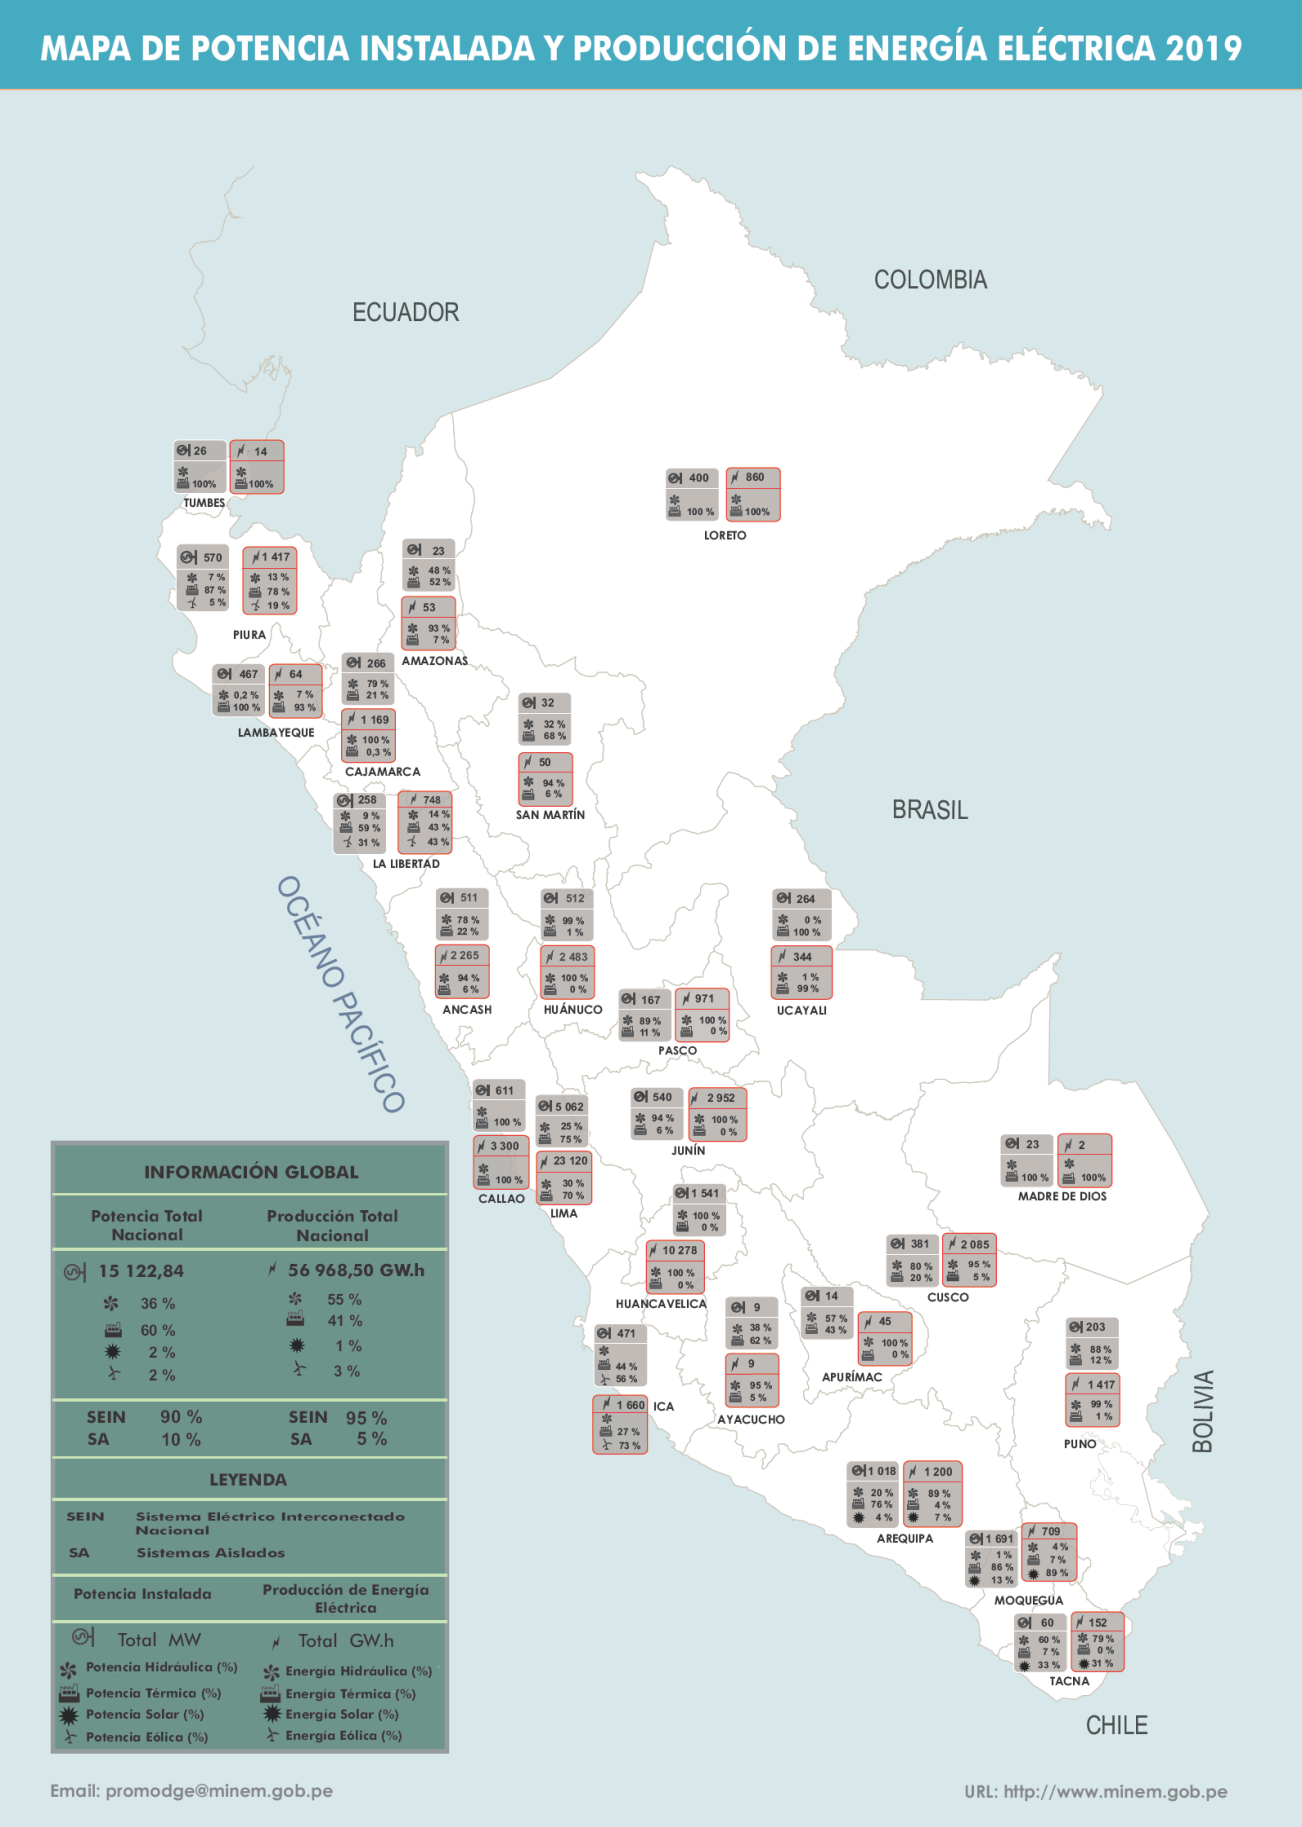 MAPA DE POTENCIA INSTALADA Y PRODUCCIÓN DE ENERGÍA ELÉCTRICA 2019
COLOMBIA
ECUADOR
26 14
100% 100%
TUMBES
400 860
100 % 100%
LORETO
570 1 417
7 % 13 %
87 % 78 %
5 % 19 %
PIURA
23
48 %
52 %
53
93 %
7 %
AMAZONAS
467 64
0,2 % 7 %
100 % 93 %
LAMBAYEQUE
266
79 %
21 %
1 169
100 %
0,3 %
CAJAMARCA
32
32 %
68 %
50
94 %
6 %
SAN MARTÍN
BRASIL
258 748
9 % 14 %
59 % 43 %
31 % 43 %
LA LIBERTAD
OCÉANO PACÍFICO
511
78 %
22 %
2 265
94 %
6 %
ANCASH
512
99 %
1 %
2 483
100 %
0 %
HUÁNUCO
264
0 %
100 %
344
1 %
99 %
UCAYALI
167 971
89 % 100 %
11 % 0 %
PASCO
611
100 %
3 300
100 %
CALLAO
5 062
25 %
75 %
23 120
30 %
70 %
LIMA
540 2 952
94 % 100 %
6 % 0 %
JUNÍN
23 2
100 % 100%
MADRE DE DIOS
1 541
100 %
0 %
10 278
100 %
0 %
HUANCAVELICA
381 2 085
80 % 95 %
20 % 5 %
CUSCO
14 45
57 % 100 %
43 % 0 %
APURÍMAC
9
38 %
62 %
9
95 %
5 %
AYACUCHO
471
44 %
56 %
1 660
27 %
73 %
ICA
203
88 %
12 %
1 417
99 %
1 %
PUNO
BOLIVIA
1 018 1 200
20 % 89 %
76 % 4 %
4 % 7 %
AREQUIPA
1 691 709
1 % 4 %
86 % 7 %
13 % 89 %
MOQUEGUA
60 152
60 % 79 %
7 % 0 %
33 % 31 %
TACNA
CHILE
INFORMACIÓN GLOBAL
Potencia Total Nacional
Producción Total Nacional
15 122,84 56 968,50 GW.h
36 % 55 %
60 % 41 %
2 % 1 %
2 % 3 %
SEIN 90 % SEIN 95 %
SA 10 % SA 5 %
LEYENDA
SEIN Sistema Eléctrico Interconectado
Nacional
SA Sistemas Aislados
Potencia Instalada
Producción de Energía
Eléctrica
Total MW Total GW.h
Potencia Hidráulica (%) Energía Hidráulica (%)
Potencia Térmica (%) Energía Térmica (%)
Potencia Solar (%) Energía Solar (%)
Potencia Eólica (%) Energía Eólica (%)
Email: promodge@minem.gob.pe URL: http://www.minem.gob.pe